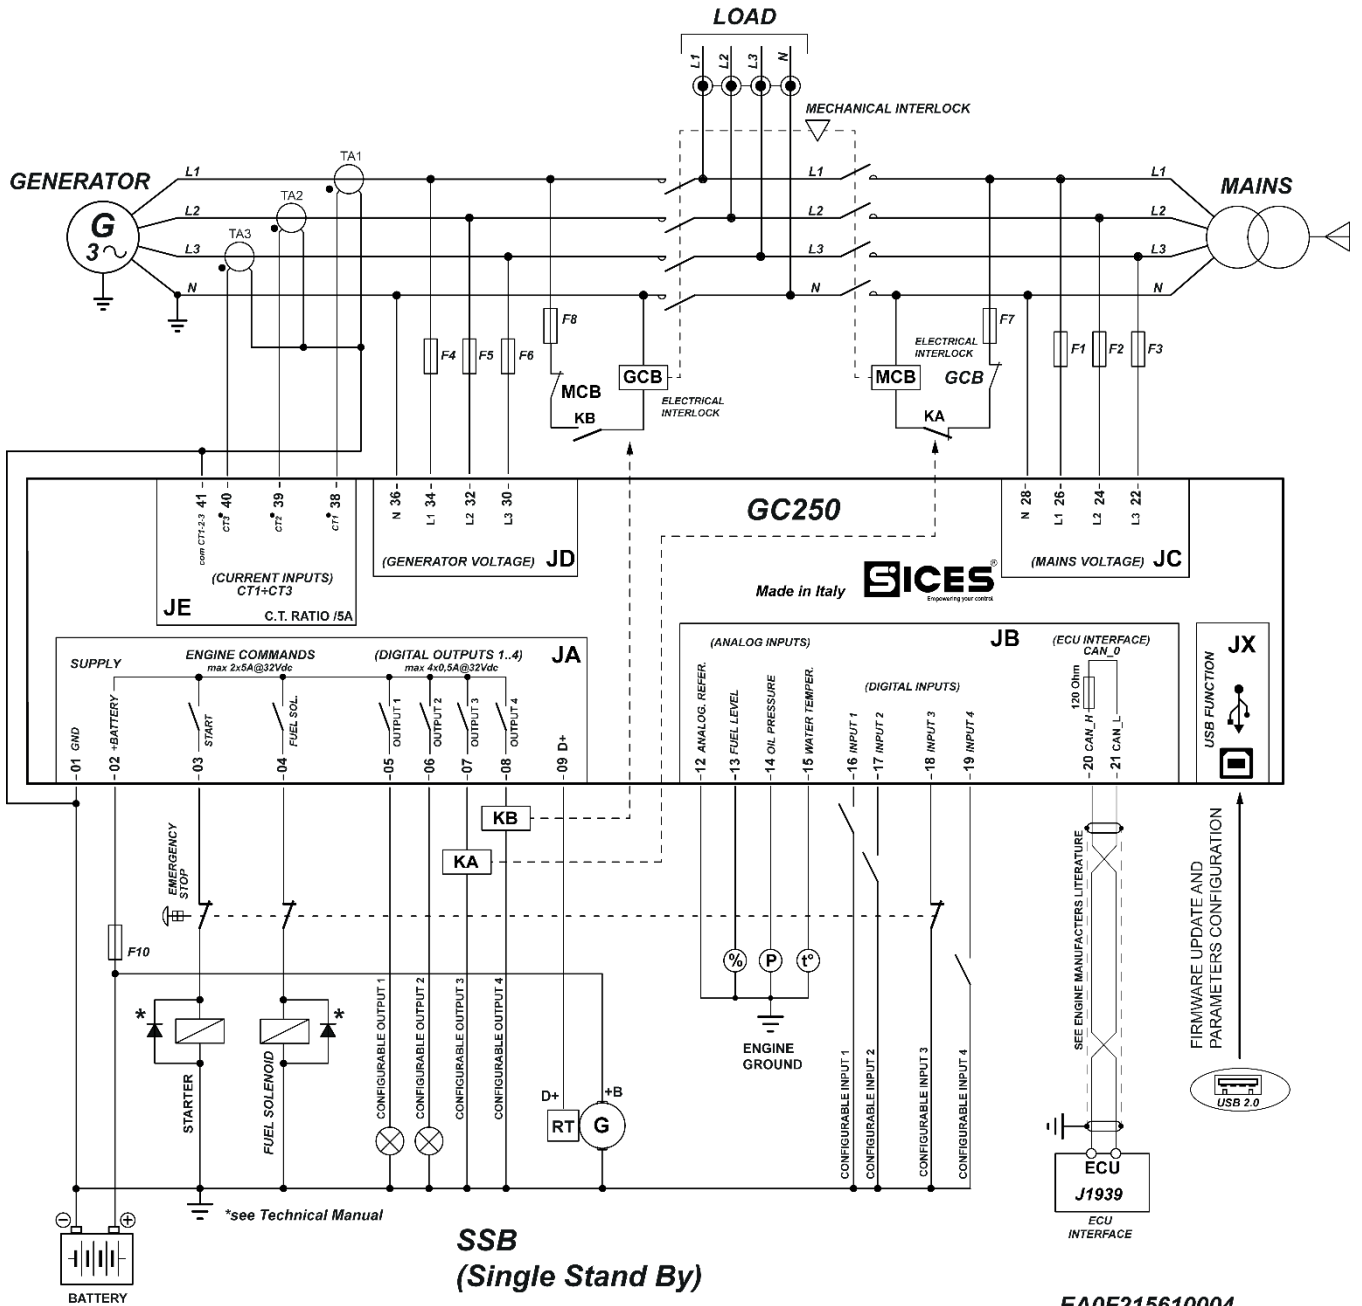 LOAD
L1
L2
L3
N
MECHANICAL INTERLOCK
GENERATOR
G
3
L1
L2
L3
N
TA1
TA2
TA3
L1
L2
L3
N
L1
L2
L3
N
MAINS
F4
F5
F6
F8
MCB
KB
GCB
ELECTRICAL
INTERLOCK
MCB
ELECTRICAL
INTERLOCK
GCB
F7
KA
F1
F2
F3
com CT1-2-3 41
CT3 40
CT2 39
CT1 38
(CURRENT INPUTS)
CT1÷CT3
JE
C.T. RATIO /5A
N 36
L1 34
L2 32
L3 30
(GENERATOR VOLTAGE)
JD
GC250
Made in Italy
SICES
®
Empowering your control
N 28
L1 26
L2 24
L3 22
(MAINS VOLTAGE)
JC
SUPPLY
ENGINE COMMANDS
max 2x5A@32Vdc
(DIGITAL OUTPUTS 1..4)
max 4x0,5A@32Vdc
JA
01 GND
02 +BATTERY
03 START
04 FUEL SOL.
05 OUTPUT 1
06 OUTPUT 2
07 OUTPUT 3
08 OUTPUT 4
09 D+
(ANALOG INPUTS)
JB
(DIGITAL INPUTS)
12 ANALOG. REFER.
13 FUEL LEVEL
14 OIL PRESSURE
15 WATER TEMPER.
16 INPUT 1
17 INPUT 2
18 INPUT 3
19 INPUT 4
(ECU INTERFACE)
CAN_0
120 Ohm
20 CAN_H
21 CAN_L
JX
USB FUNCTION
KB
KA
EMERGENCY
STOP
F10
*
*
STARTER
FUEL SOLENOID
CONFIGURABLE OUTPUT 1
CONFIGURABLE OUTPUT 2
CONFIGURABLE OUTPUT 3
CONFIGURABLE OUTPUT 4
D+
RT
+B
G
%
P
t°
ENGINE
GROUND
CONFIGURABLE INPUT 1
CONFIGURABLE INPUT 2
CONFIGURABLE INPUT 3
CONFIGURABLE INPUT 4
SEE ENGINE MANUFACTERS LITERATURE
FIRMWARE UPDATE AND
PARAMETERS CONFIGURATION
USB 2.0
ECU
J1939
ECU
INTERFACE
*see Technical Manual
BATTERY
SSB
(Single Stand By)
EA0F215610004